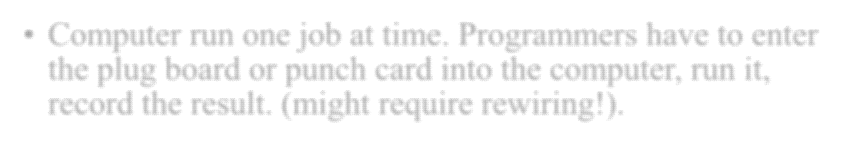 • Computer run one job at time. Programmers have to enter
the plug board or punch card into the computer, run it,
record the result. (might require rewiring!).